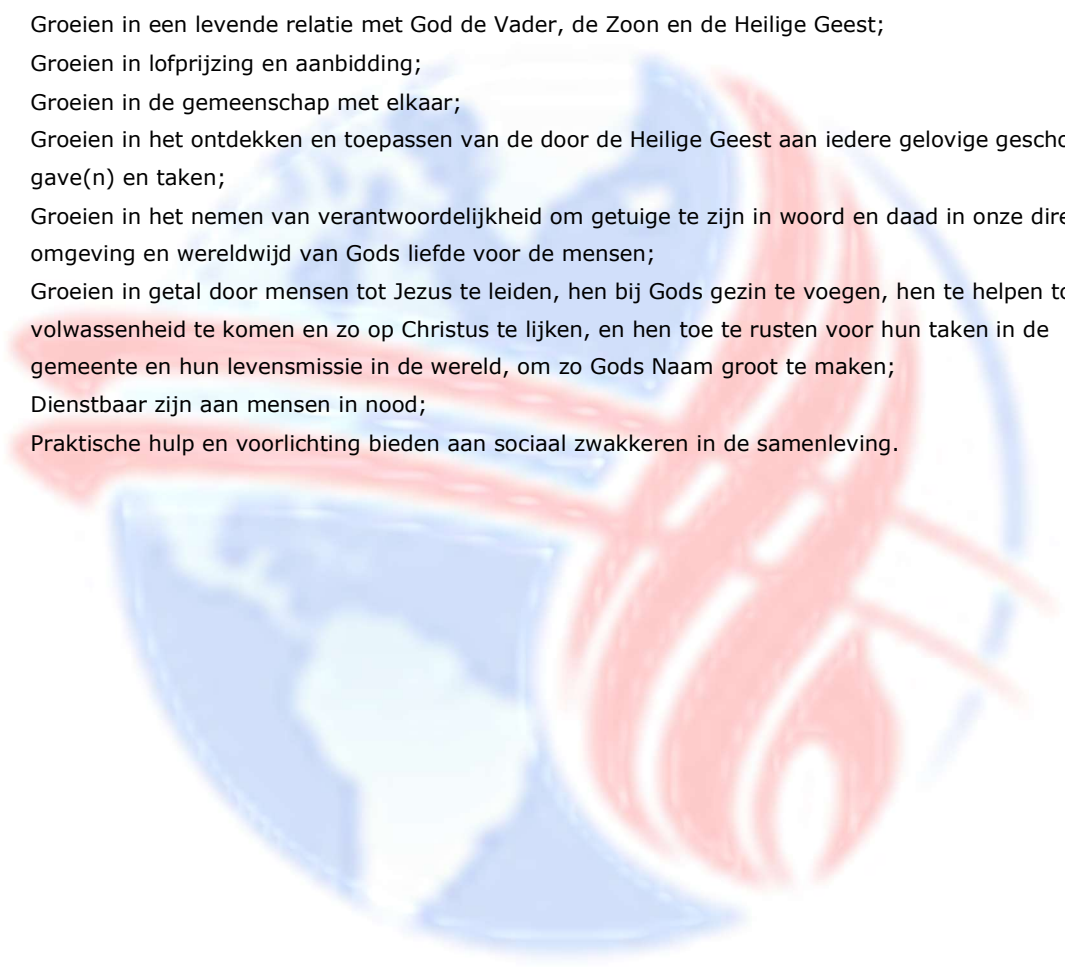 Groeien in een levende relatie met God de Vader, de Zoon en de Heilige Geest;
Groeien in lofprijzing en aanbidding;
Groeien in de gemeenschap met elkaar;
Groeien in het ontdekken en toepassen van de door de Heilige Geest aan iedere gelovige
gave(n) en taken;
Groeien in het nemen van verantwoordelijkheid om getuige te zijn in woord en daad in onze
omgeving en wereldwijd van Gods liefde voor de mensen;
Groeien in getal door mensen tot Jezus te leiden, hen bij Gods gezin te voegen, hen te helpen
volwassenheid te komen en zo op Christus te lijken, en hen toe te rusten voor hun taken in de
gemeente en hun levensmissie in de wereld, om zo Gods Naam groot te maken;
Dienstbaar zijn aan mensen in nood;
Praktische hulp en voorlichting bieden aan sociaal zwakkeren in de samenleving.